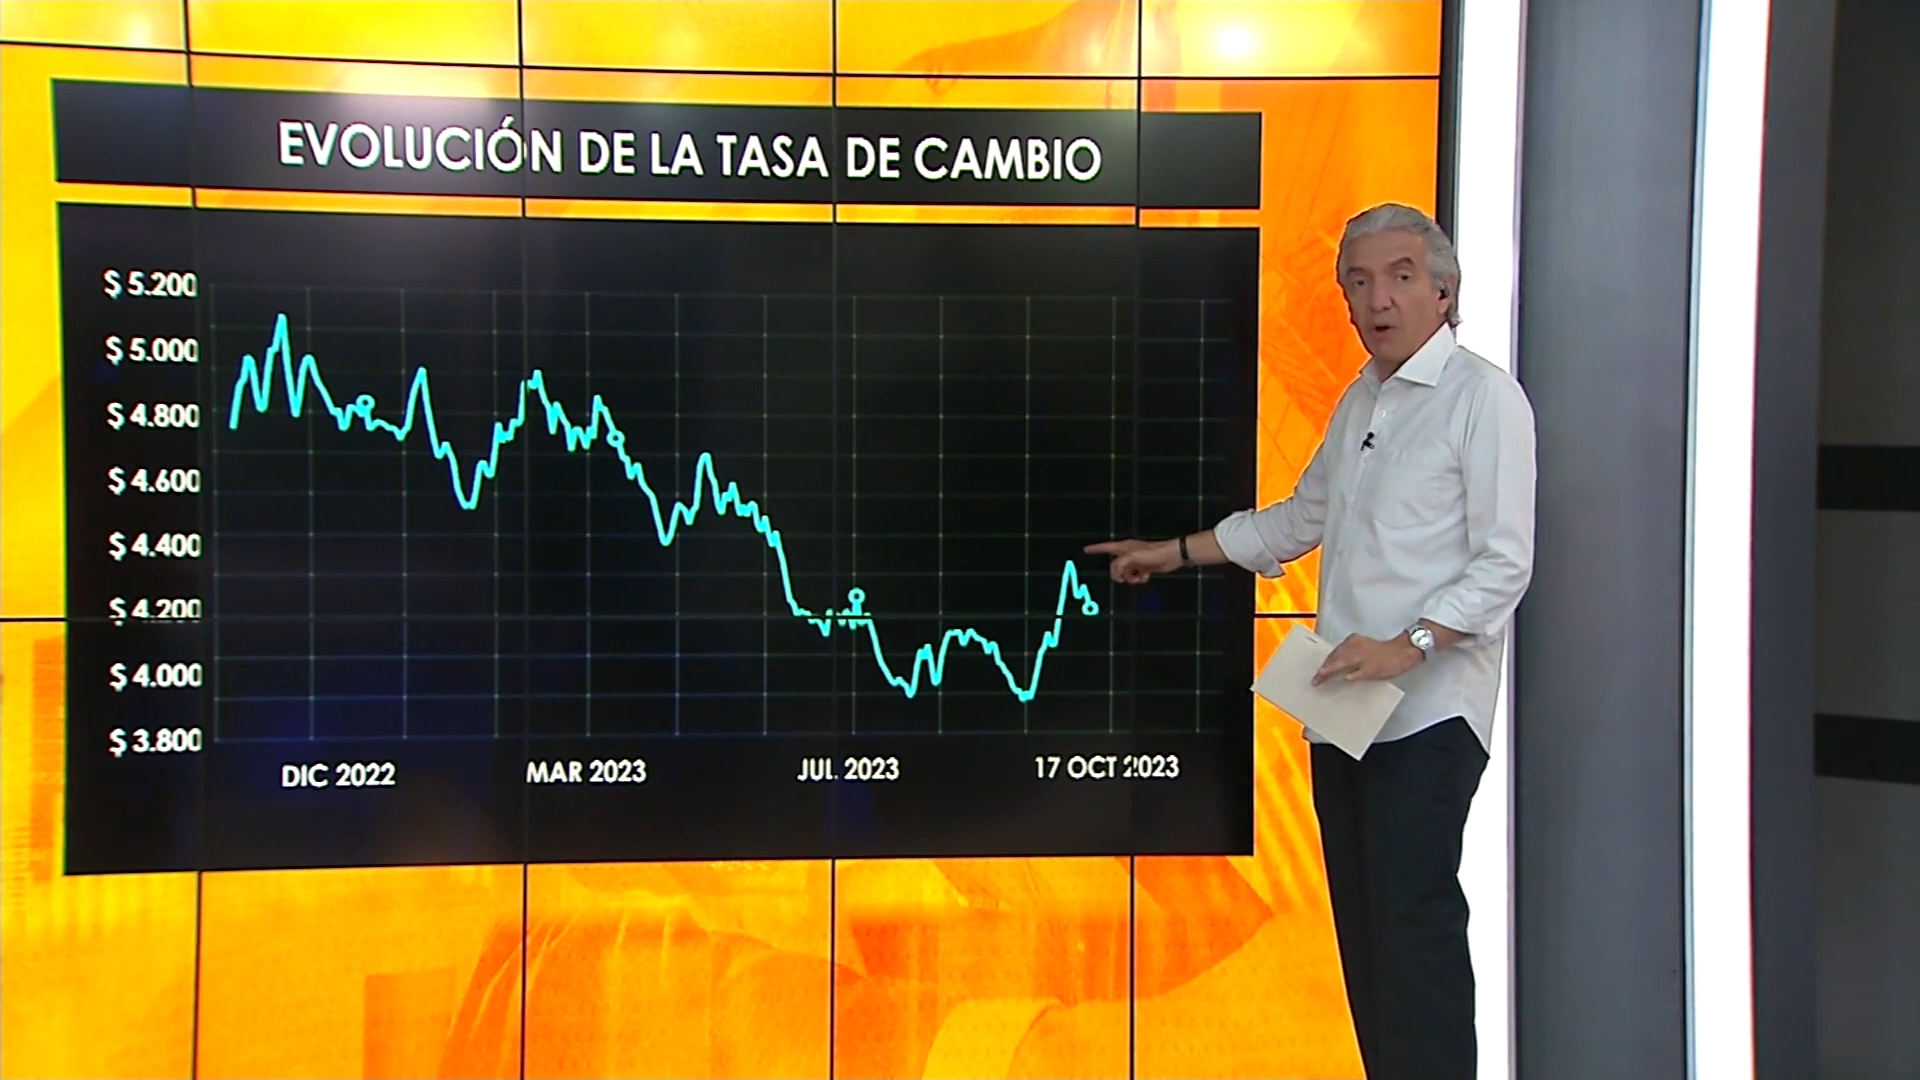 EVOLUCIÓN DE LA TASA DE CAMBIO
$ 5.200
$ 5.000
$ 4.800
$ 4.600
$ 4.400
$ 4.200
$ 4.000
$ 3.800
DIC 2022
MAR 2023
JUL 2023
17 OCT 2023